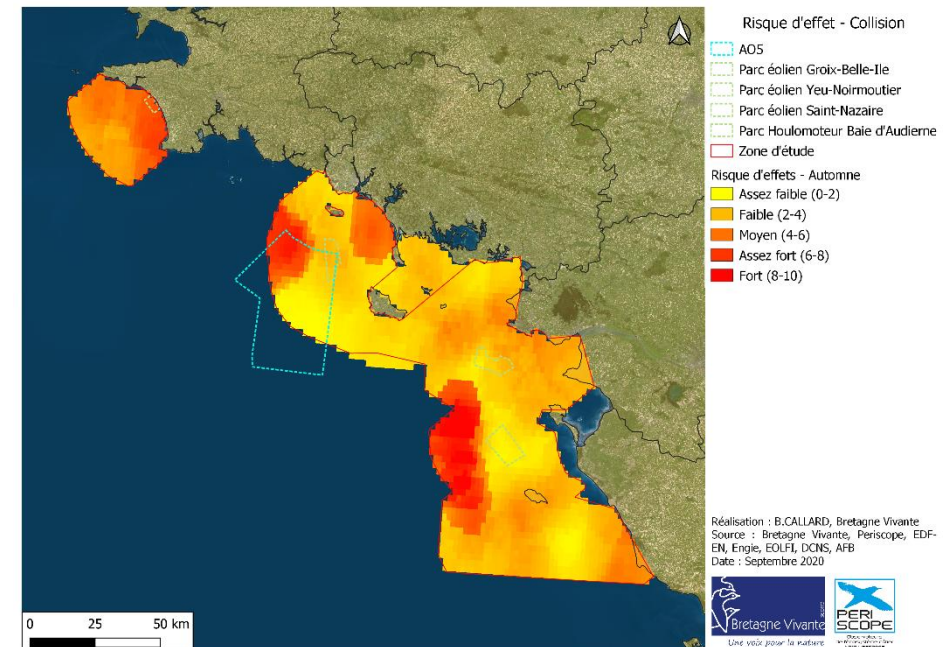 Risque d'effet - Collision
AO5
Parc éolien Groix-Belle-Ile
Parc éolien Yeu-Noirmoutier
Parc éolien Saint-Nazaire
Parc Houlomoteur Baie d'Audierne
Zone d'étude
Risque d'effets - Automne
Assez faible (0-2)
Faible (2-4)
Moyen (4-6)
Assez fort (6-8)
Fort (8-10)
Réalisation : B.CALLARD, Bretagne Vivante
Source : Bretagne Vivante, Periscope, EDF-
EN, Engie, EOLFI, DCNS, AFB
Date : Septembre 2020
0 25 50 km
Bretagne Vivante
Une voix pour la nature
PERI
SCOPE